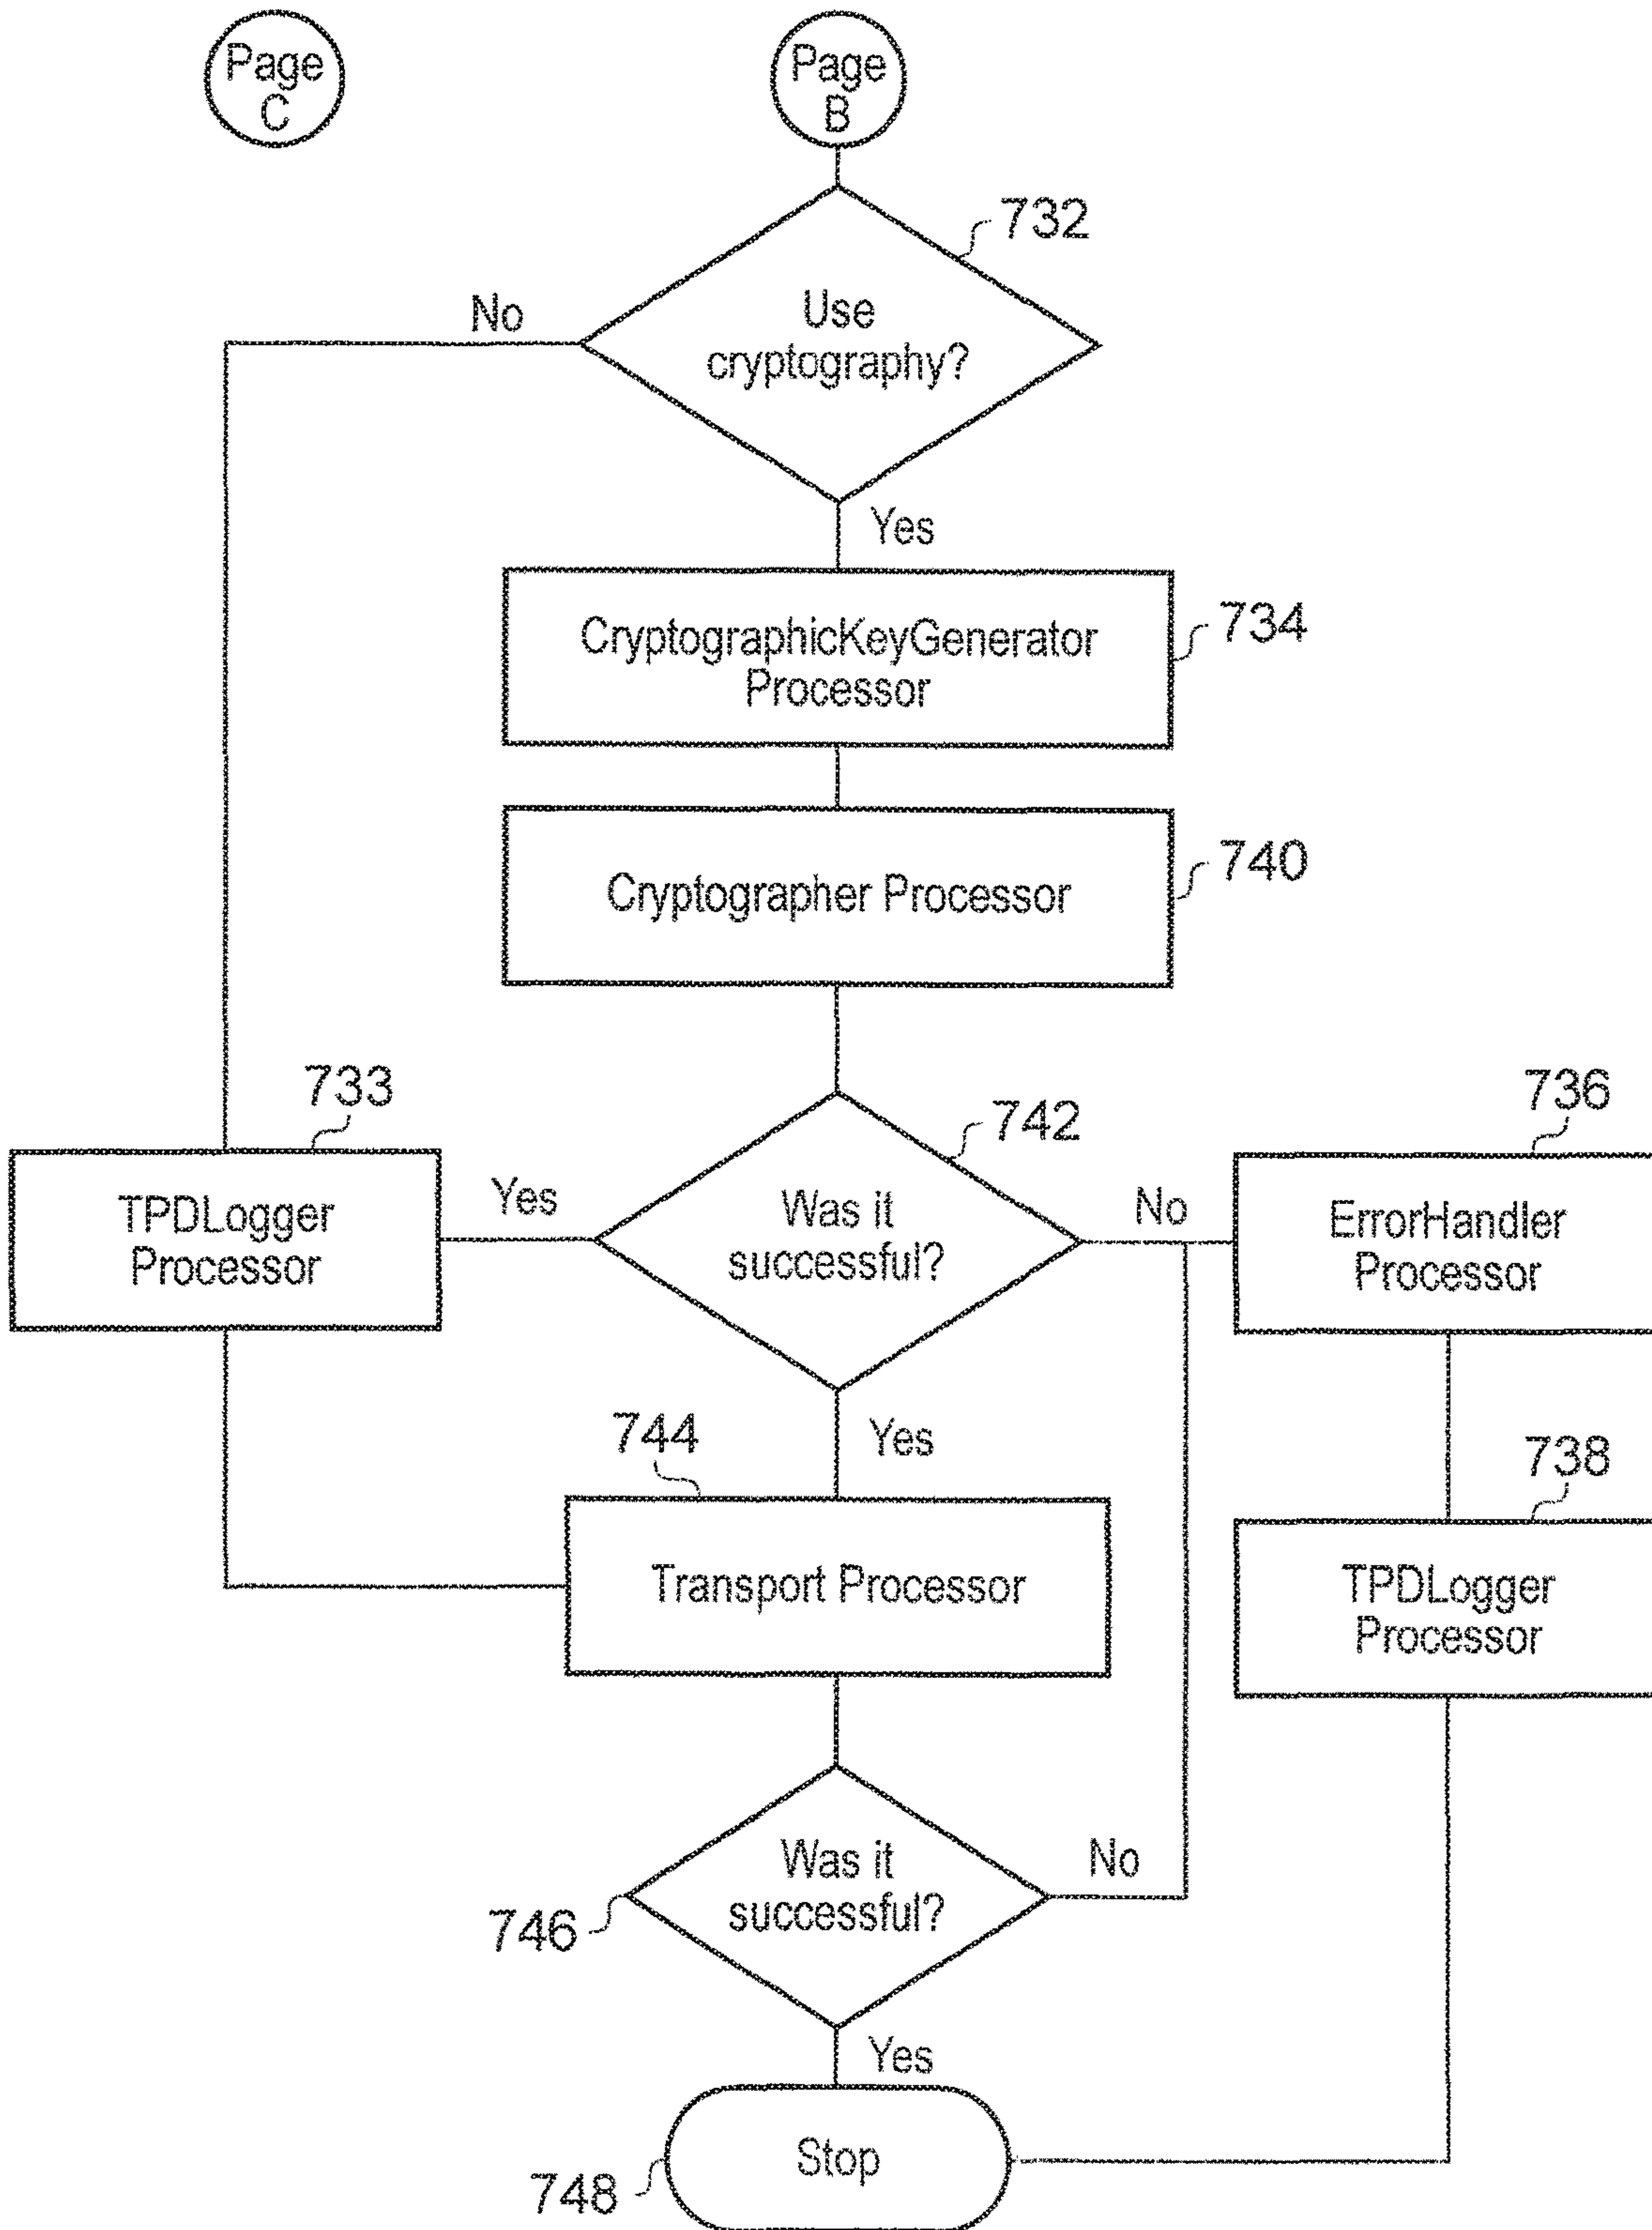 Page
C
Page
B
732
No
Use
cryptography?
Yes
CryptographicKeyGenerator
Processor
734
Cryptographer Processor
740
733
742
736
TPDLogger
Processor
Yes
Was it
successful?
No
ErrorHandler
Processor
744
Yes
738
Transport Processor
TPDLogger
Processor
Was it
successful?
No
746
Yes
Stop
748